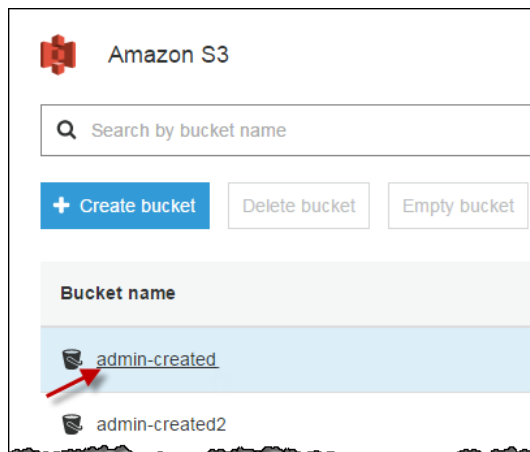 Amazon S3
Search by bucket name
Create bucket Delete bucket Empty bucket
Bucket name
admin-created
admin-created2